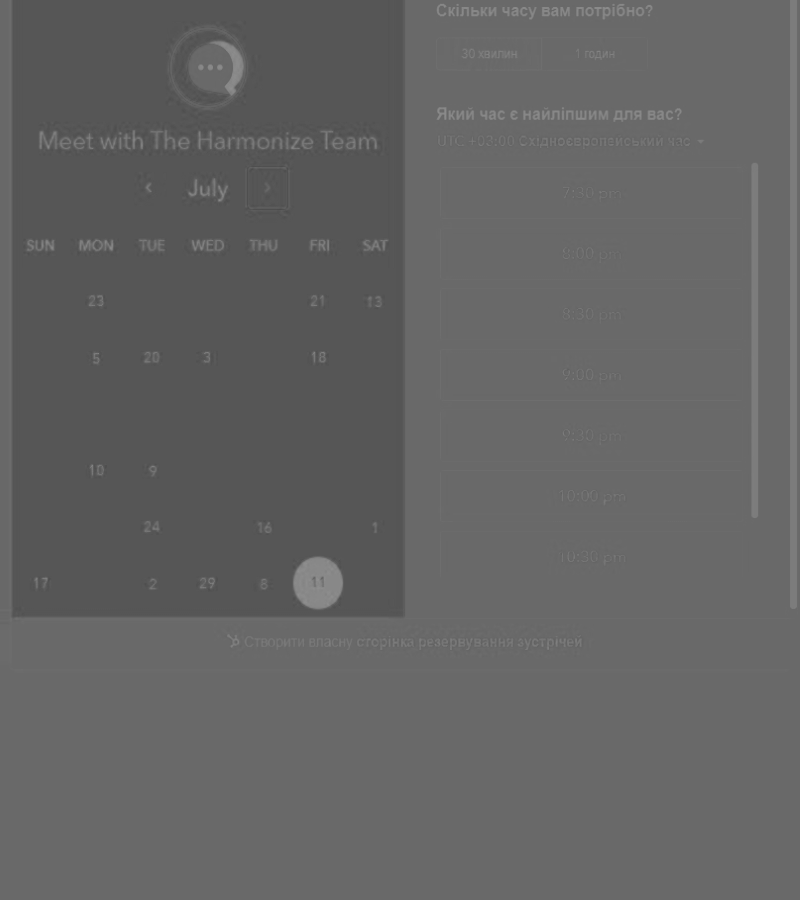 Скільки часу вам потрібно?
30 хвилин 1 годин
Meet with The Harmonize Team
July
SUN MON TUE WED THU FRI SAT
23 21 13
5 20 3 18
10 9
24 16 1
17 2 29 8 11
Який час є найліпшим для вас?
UTC +03:00 Східноєвропейський час
7:30 pm
8:00 pm
8:30 pm
9:00 pm
9:30 pm
10:00 pm
10:30 pm
Створити власну сторінка резервування зустрічей